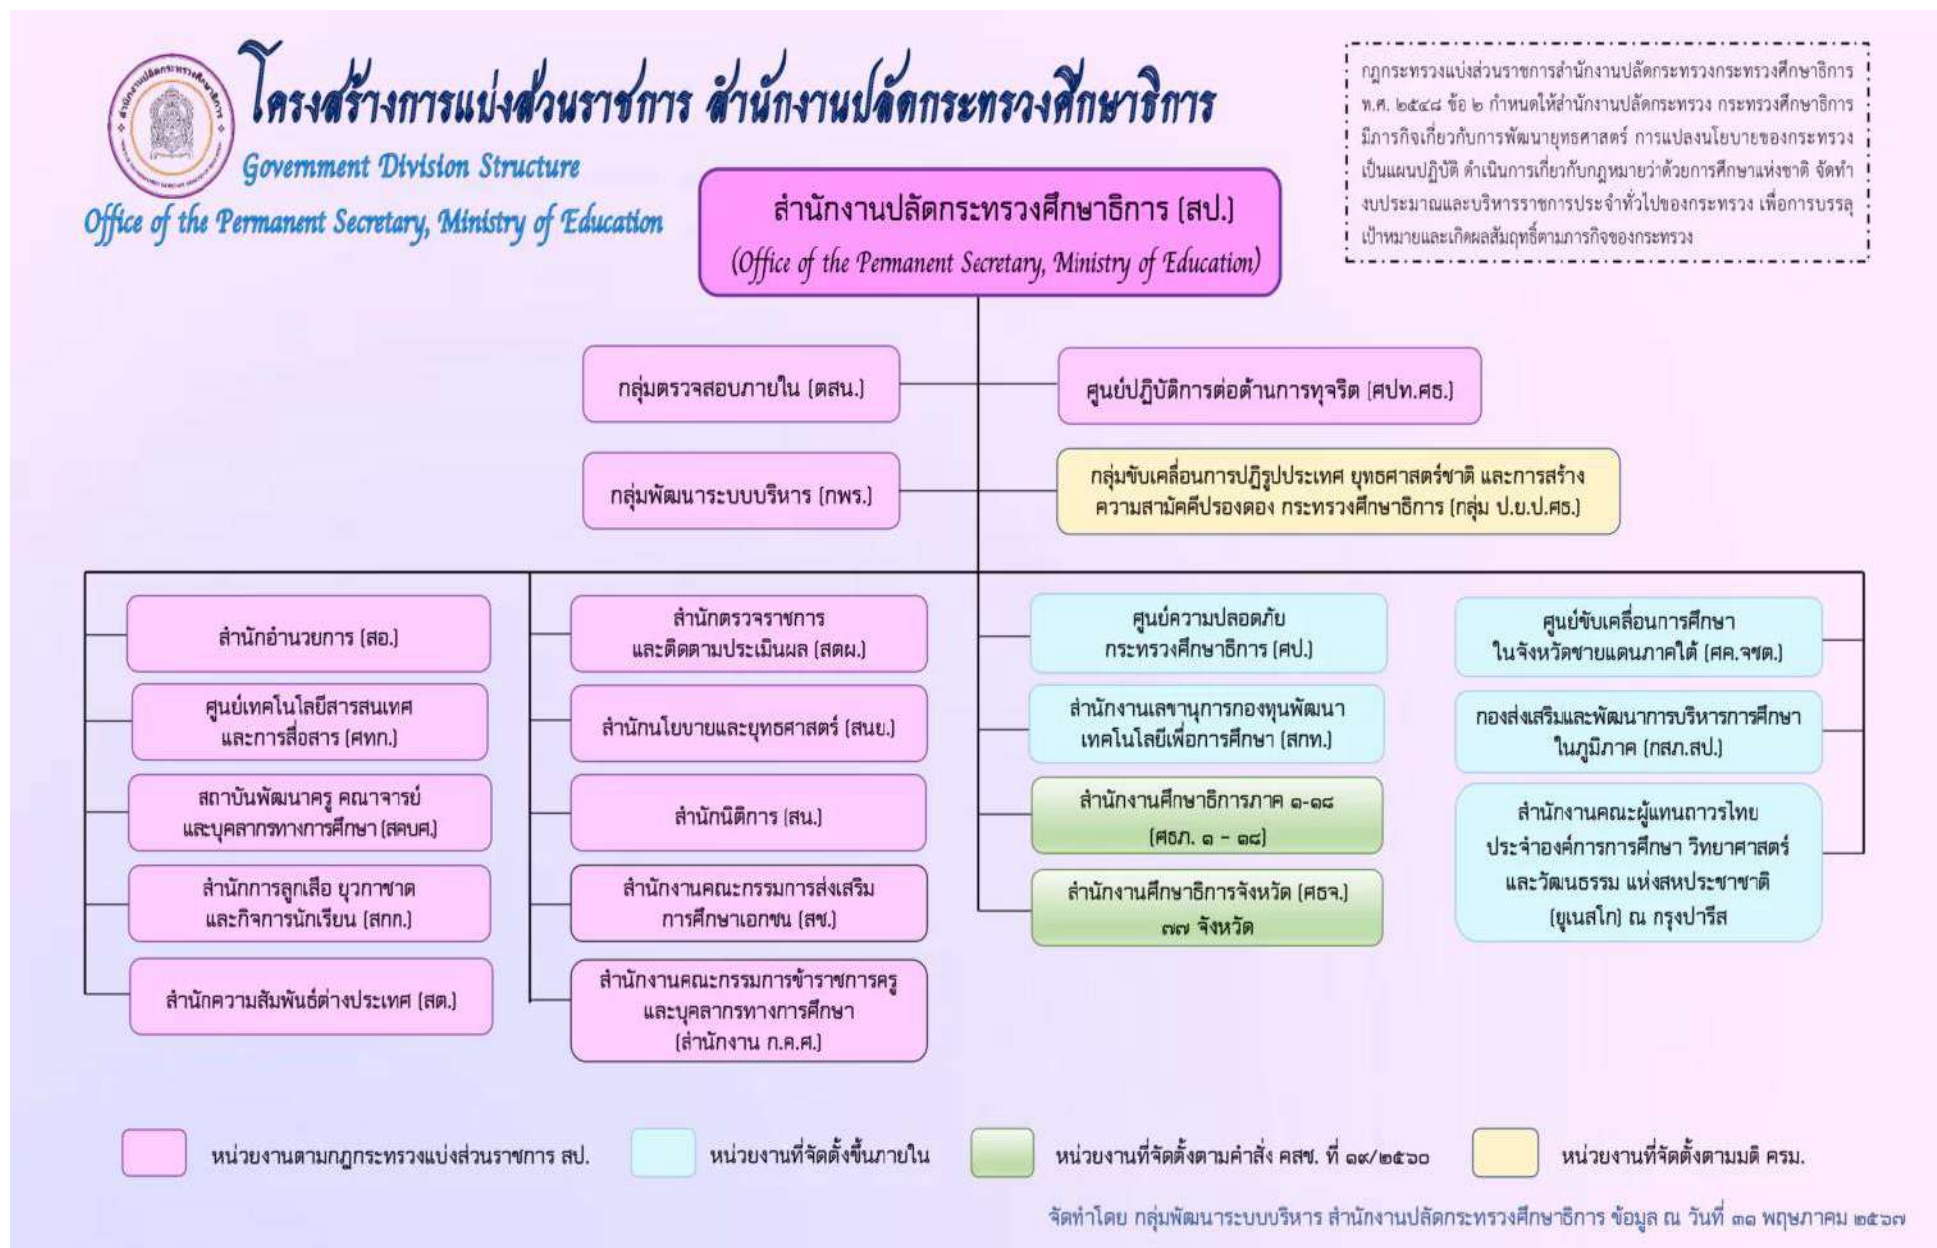 โครงสร้างการแบ่งส่วนราชการ สำนักงานปลัดกระทรวงศึกษาธิการ
Government Division Structure
Office of the Permanent Secretary, Ministry of Education
สำนักงานปลัดกระทรวงศึกษาธิการ
กฎกระทรวงแบ่งส่วนราชการสำนักงานปลัดกระทรวงกระทรวงศึกษาธิการ
ท.ศ. ๒๕๔๘ ข้อ ๒ กำหนดให้สำนักงานปลัดกระทรวง กระทรวงศึกษาธิการ
มีภารกิจเกี่ยวกับการพัฒนายุทธศาสตร์ การแปลงนโยบายของกระทรวง
เป็นแผนปฏิบัติ ดำเนินการเกี่ยวกับกฎหมายว่าด้วยการศึกษาแห่งชาติ จัดทำ
งบประมาณและบริหารราชการประจำทั่วไปของกระทรวง เพื่อการบรรลุ
เป้าหมายและเกิดผลสัมฤทธิ์ตามภารกิจของกระทรวง
สำนักงานปลัดกระทรวงศึกษาธิการ (สป.)
(Office of the Permanent Secretary, Ministry of Education)
กลุ่มตรวจสอบภายใน (ตสน.)
ศูนย์ปฏิบัติการต่อต้านการทุจริต (ศปท.ศธ.)
กลุ่มพัฒนาระบบบริหาร (กพร.)
กลุ่มขับเคลื่อนการปฏิรูปประเทศ ยุทธศาสตร์ชาติ และการสร้าง
ความสามัคคีปรองดอง กระทรวงศึกษาธิการ (กลุ่ม ป.ย.ป.ศธ.)
สำนักอำนวยการ (สอ.)
ศูนย์เทคโนโลยีสารสนเทศ
และการสื่อสาร (ศทก.)
สถาบันพัฒนาครู คณาจารย์
และบุคลากรทางการศึกษา (สคบศ.)
สำนักการลูกเสือ ยุวกาชาด
และกิจการนักเรียน (สกก.)
สำนักความสัมพันธ์ต่างประเทศ (สต.)
สำนักตรวจราชการ
และติดตามประเมินผล (สตผ.)
สำนักนโยบายและยุทธศาสตร์ (สนย.)
สำนักนิติการ (สน.)
สำนักงานคณะกรรมการส่งเสริม
การศึกษาเอกชน (สช.)
สำนักงานคณะกรรมการข้าราชการครู
และบุคลากรทางการศึกษา
(สำนักงาน ก.ค.ศ.)
ศูนย์ความปลอดภัย
กระทรวงศึกษาธิการ (ศป.)
สำนักงานเลขานุการกองทุนพัฒนา
เทคโนโลยีเพื่อการศึกษา (สกท.)
สำนักงานศึกษาธิการภาค ๑-๑๘
(ศธภ. ๑ - ๑๘)
สำนักงานศึกษาธิการจังหวัด (ศธจ.)
๗๗ จังหวัด
ศูนย์ขับเคลื่อนการศึกษา
ในจังหวัดชายแดนภาคใต้ (ศค.จชต.)
กองส่งเสริมและพัฒนาการบริหารการศึกษา
ในภูมิภาค (กสภ.สป.)
สำนักงานคณะผู้แทนถาวรไทย
ประจำองค์การการศึกษา วิทยาศาสตร์
และวัฒนธรรม แห่งสหประชาชาติ
(ยูเนสโก) ณ กรุงปารีส
หน่วยงานตามกฎกระทรวงแบ่งส่วนราชการ สป.
หน่วยงานที่จัดตั้งขึ้นภายใน
หน่วยงานที่จัดตั้งตามคำสั่ง คสช. ที่ ๑๙/๒๕๖๐
หน่วยงานที่จัดตั้งตามมติ ครม.
จัดทำโดย กลุ่มพัฒนาระบบบริหาร สำนักงานปลัดกระทรวงศึกษาธิการ ข้อมูล ณ วันที่ ๓๑ พฤษภาคม ๒๕๖๗